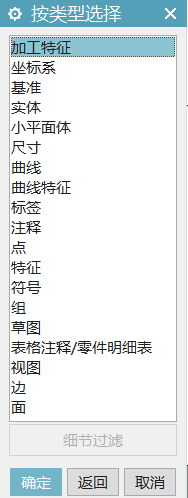 按类型选择
加工特征
坐标系
基准
实体
小平面体
尺寸
曲线
曲线特征
标签
注释
点
特征
符号
组
草图
表格注释/零件明细表
视图
边
面
细节过滤
确定 返回 取消